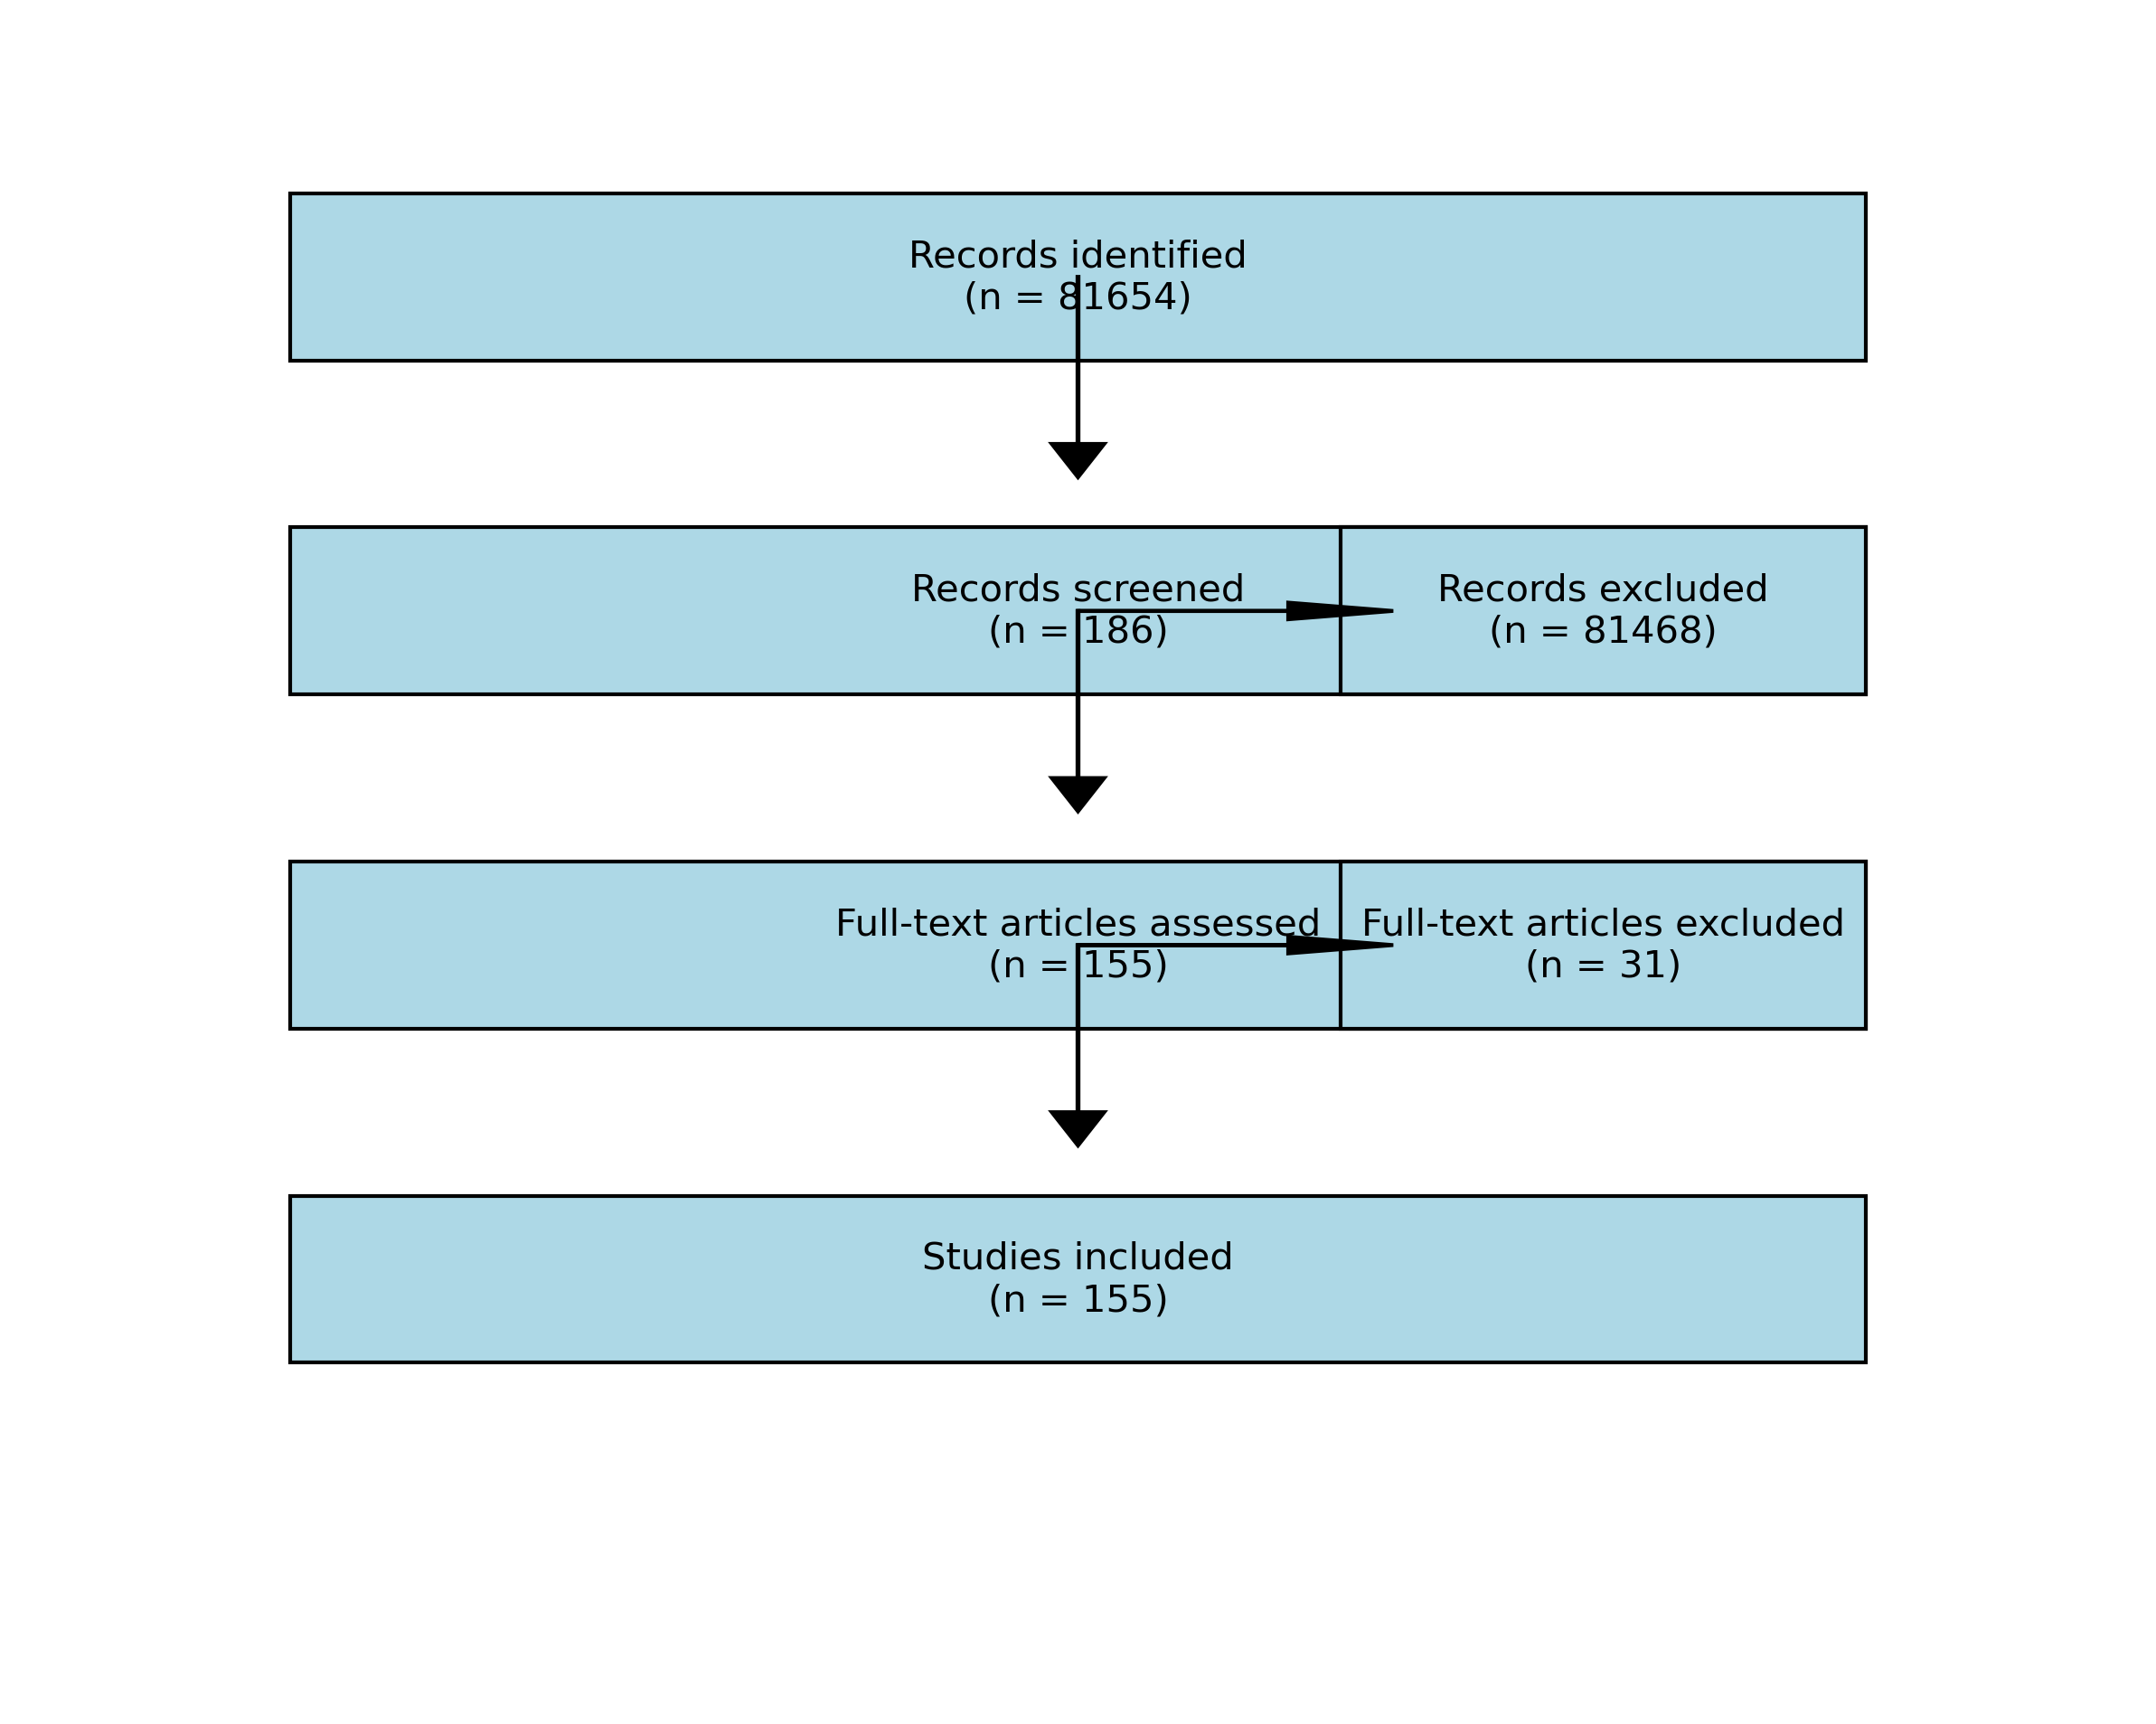 Records identified
(n = 81654)
Records screened
(n = 186)
Records excluded
(n = 81468)
Full-text articles assessed
(n = 155)
Full-text articles excluded
(n = 31)
Studies included
(n = 155)